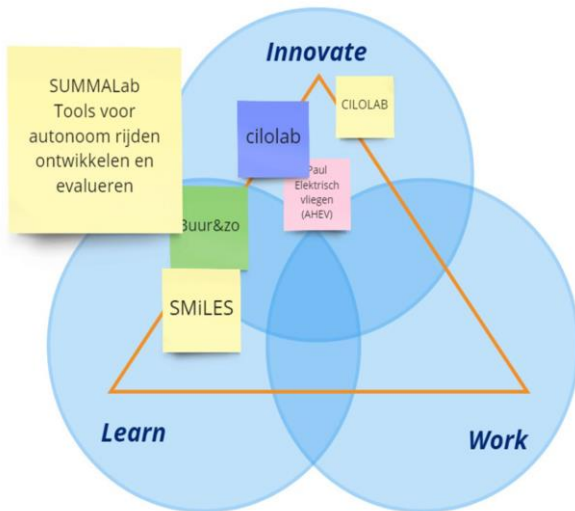 Innovate
SUMMALab
Tools voor
autonoom rijden
ontwikkelen en
evalueren
CILOLAB
cilolab
Paul
Elektrisch
vliegen
(AHEV)
Buur&zo
SMiLES
Learn
Work